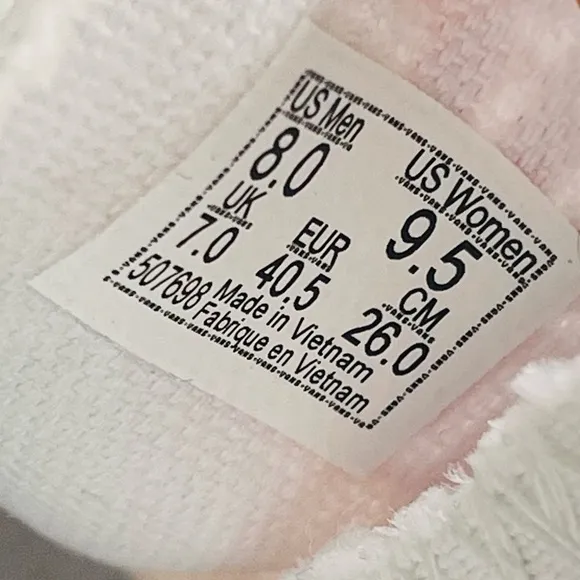 US Men US Women
8.0 9.5
UK EUR CM
7.0 40.5 26.0
507698 Made in Vietnam
Fabrique en Vietnam